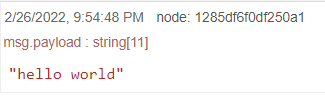 2/26/2022, 9:54:48 PM node: 1285df6f0df250a1
msg.payload : string[11]
"hello world"